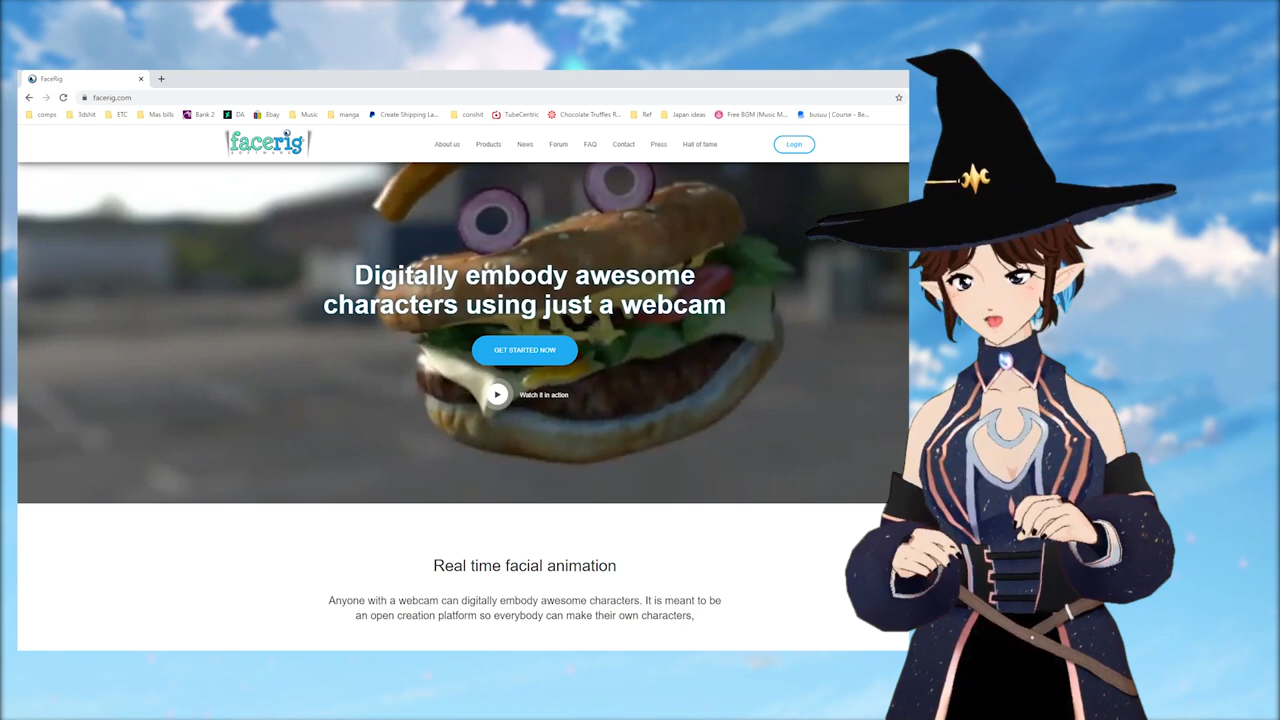 FaceRig
facerig.com
comps 3dshit ETC Mas bills Bank 2 DA Ebay Music manga Create Shipping La... conshit TubeCentric Chocolate Truffles R... Ref Japan ideas Free BGM (Music M... busuu | Course - Be...
facerig
SOFTWARE
About us Products News Forum FAQ Contact Press Hall of fame Login
Digitally embody awesome
characters using just a webcam
GET STARTED NOW
Watch it in action
Real time facial animation
Anyone with a webcam can digitally embody awesome characters. It is meant to be
an open creation platform so everybody can make their own characters,